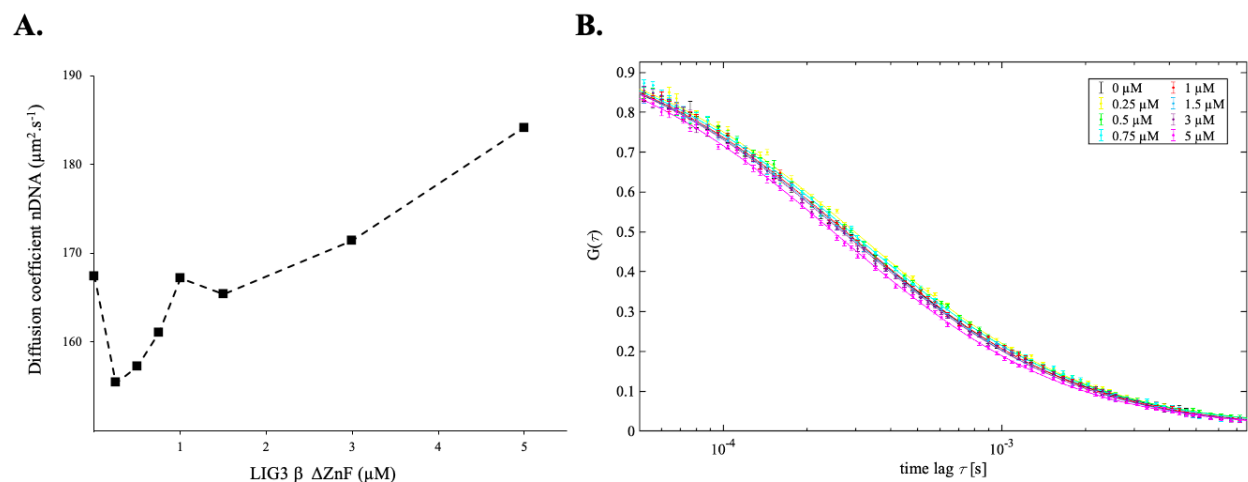 A.
190
180
170
160
Diffusion coefficient nDNA (µm².s⁻¹)
1
2
3
4
5
LIG3 β ΔZnF (µM)
B.
0.9
0.8
0.7
0.6
0.5
0.4
0.3
0.2
0.1
0
G(τ)
0 µM 1 µM
0.25 µM 1.5 µM
0.5 µM 3 µM
0.75 µM 5 µM
10⁻⁴
10⁻³
time lag τ [s]